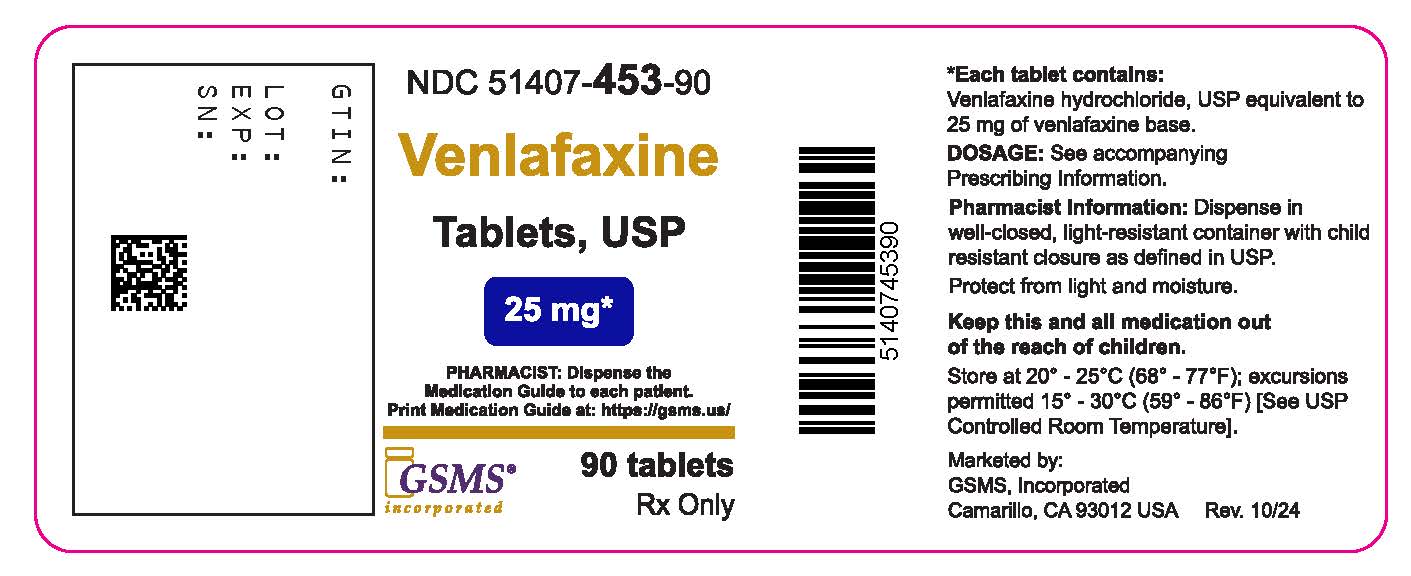 GTIN:
LOT:
EXP:
SN:
NDC 51407-453-90
Venlafaxine
Tablets, USP
25 mg*
PHARMACIST: Dispense the
Medication Guide to each patient.
Print Medication Guide at: https://gsms.us/
GSMS®
incorporated
90 tablets
Rx Only
5140745390
*Each tablet contains:
Venlafaxine hydrochloride, USP equivalent to
25 mg of venlafaxine base.
DOSAGE: See accompanying
Prescribing Information.
Pharmacist Information: Dispense in
well-closed, light-resistant container with child
resistant closure as defined in USP.
Protect from light and moisture.
Keep this and all medication out
of the reach of children.
Store at 20° - 25°C (68° - 77°F); excursions
permitted 15° - 30°C (59° - 86°F) [See USP
Controlled Room Temperature].
Marketed by:
GSMS, Incorporated
Camarillo, CA 93012 USA Rev. 10/24